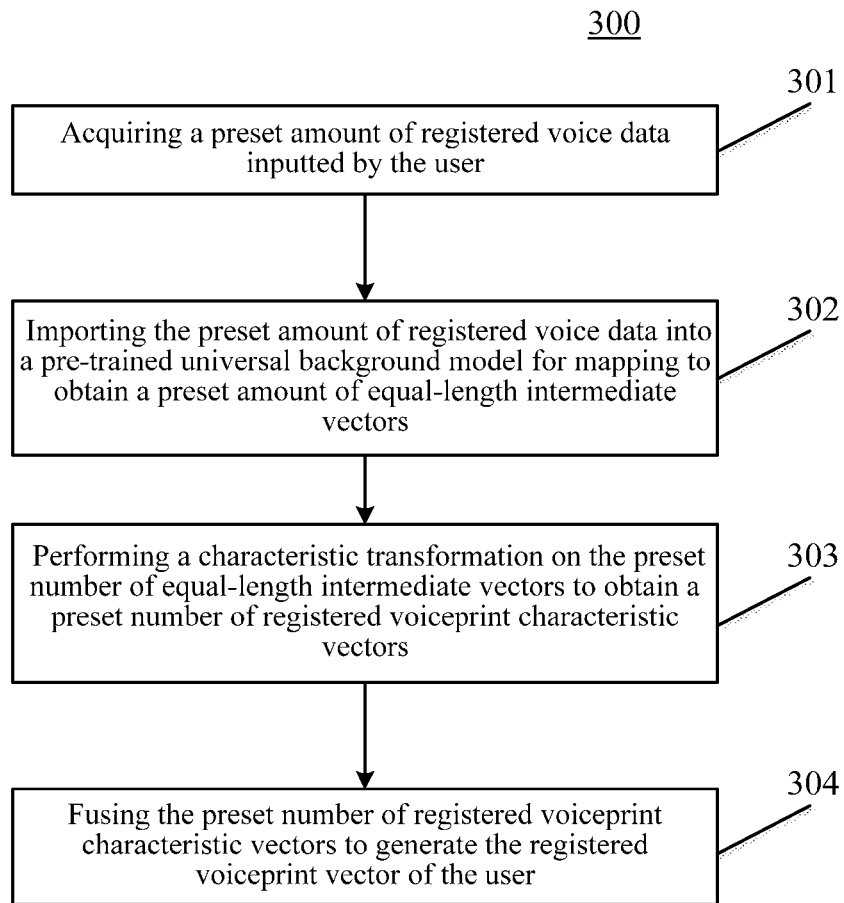 300
301
Acquiring a preset amount of registered voice data
inputted by the user
302
Importing the preset amount of registered voice data into
a pre-trained universal background model for mapping to
obtain a preset amount of equal-length intermediate
vectors
303
Performing a characteristic transformation on the preset
number of equal-length intermediate vectors to obtain a
preset number of registered voiceprint characteristic
vectors
304
Fusing the preset number of registered voiceprint
characteristic vectors to generate the registered
voiceprint vector of the user